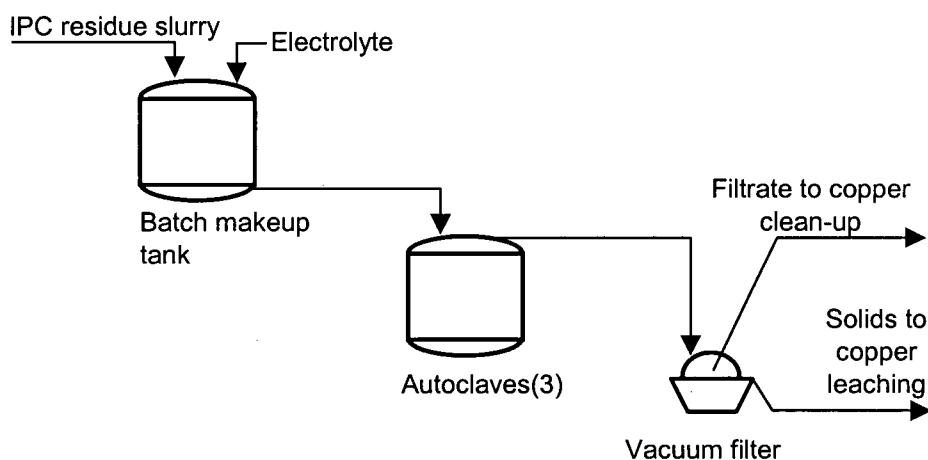 IPC residue slurry
Electrolyte
Batch makeup
tank
Autoclaves(3)
Filtrate to copper
clean-up
Solids to
copper
leaching
Vacuum filter